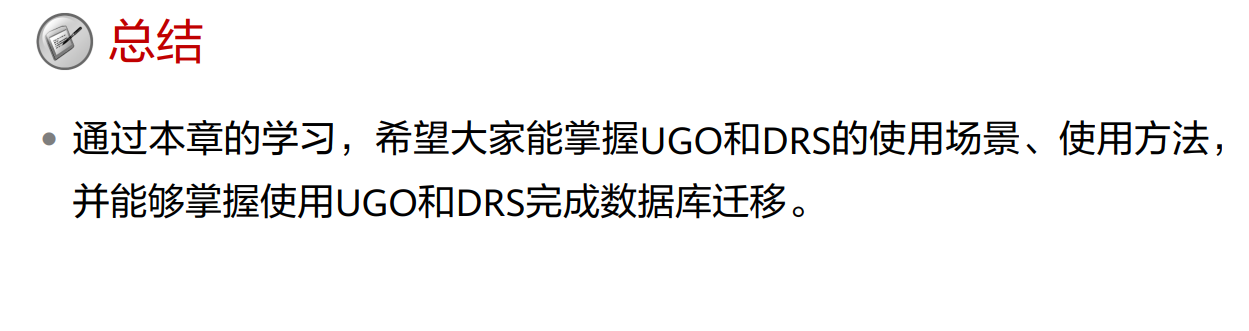 总结
• 通过本章的学习，希望大家能掌握UGO和DRS的使用场景、使用方法，
并能够掌握使用UGO和DRS完成数据库迁移。